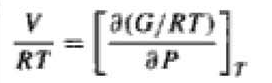 V/RT = [∂(G/RT)/∂P]_T